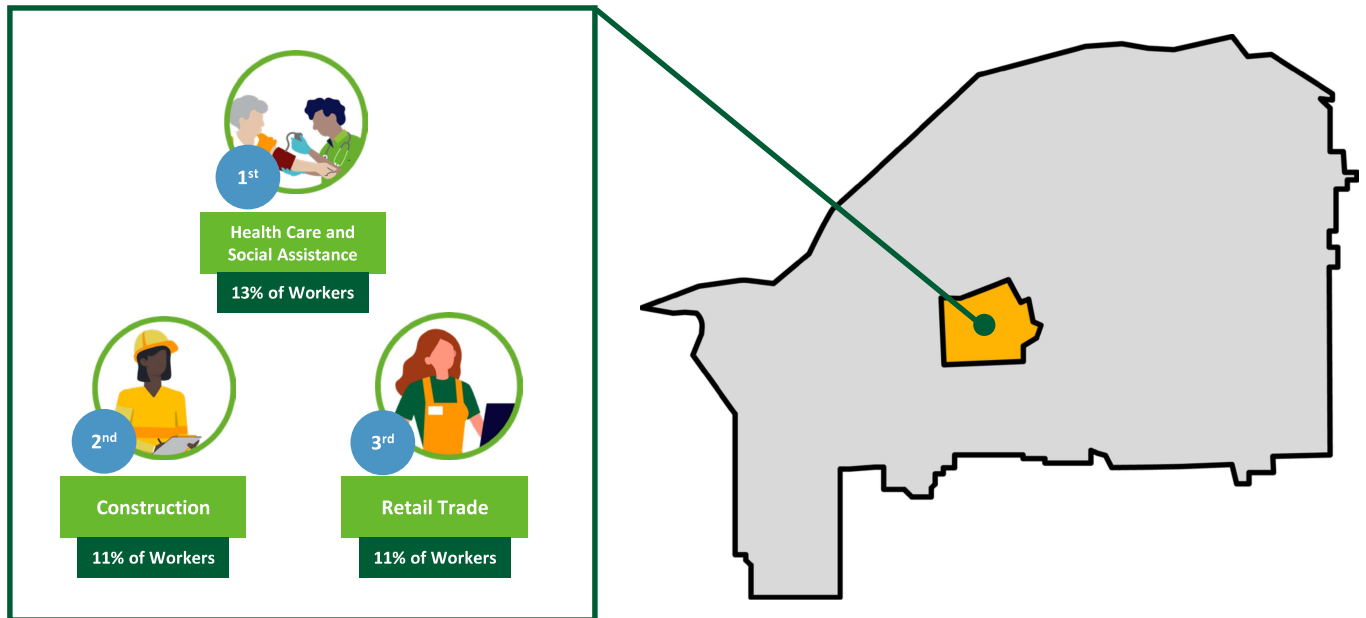 1st
Health Care and
Social Assistance
13% of Workers
2nd
3rd
Construction
Retail Trade
11% of Workers
11% of Workers